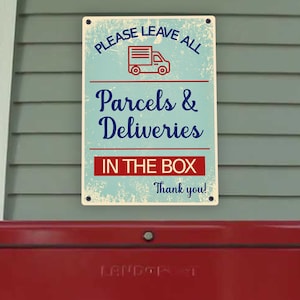 PLEASE LEAVE ALL
Parcels &
Deliveries
IN THE BOX
Thank you!